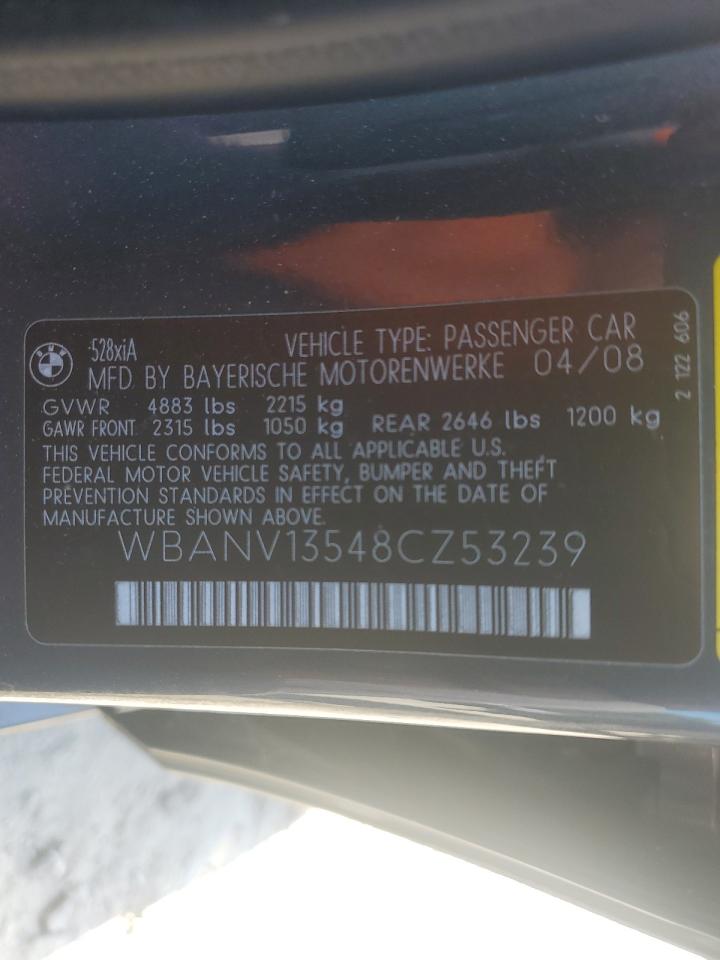 528xiA VEHICLE TYPE: PASSENGER CAR
MFD BY BAYERISCHE MOTORENWERKE 04/08
GVWR 4883 lbs 2215 kg
GAWR FRONT 2315 lbs 1050 kg REAR 2646 lbs 1200 kg
THIS VEHICLE CONFORMS TO ALL APPLICABLE U.S.
FEDERAL MOTOR VEHICLE SAFETY, BUMPER AND THEFT
PREVENTION STANDARDS IN EFFECT ON THE DATE OF
MANUFACTURE SHOWN ABOVE.
WBANV13548CZ53239
2 122 606